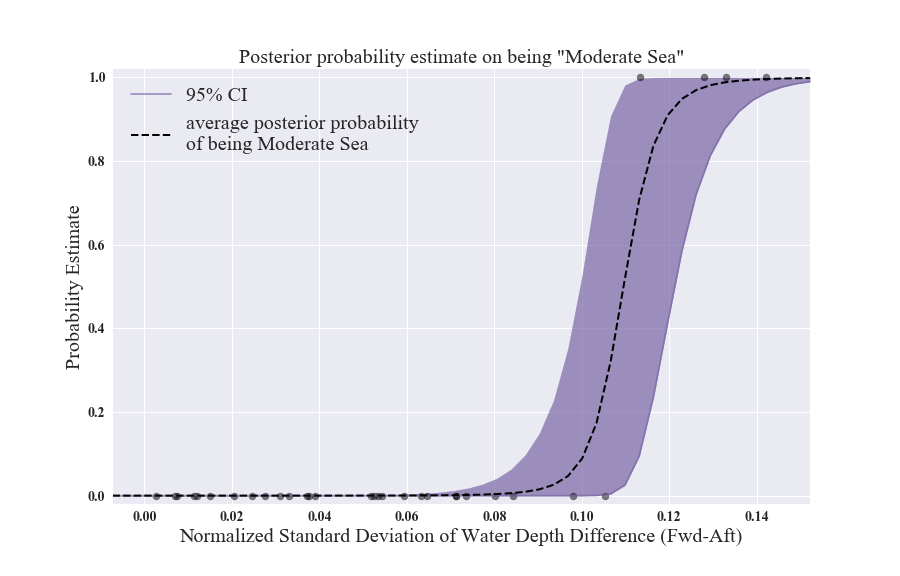 Posterior probability estimate on being "Moderate Sea"
1.0
0.8
0.6
0.4
0.2
0.0
Probability Estimate
95% CI
average posterior probability
of being Moderate Sea
0.00 0.02 0.04 0.06 0.08 0.10 0.12 0.14
Normalized Standard Deviation of Water Depth Difference (Fwd-Aft)